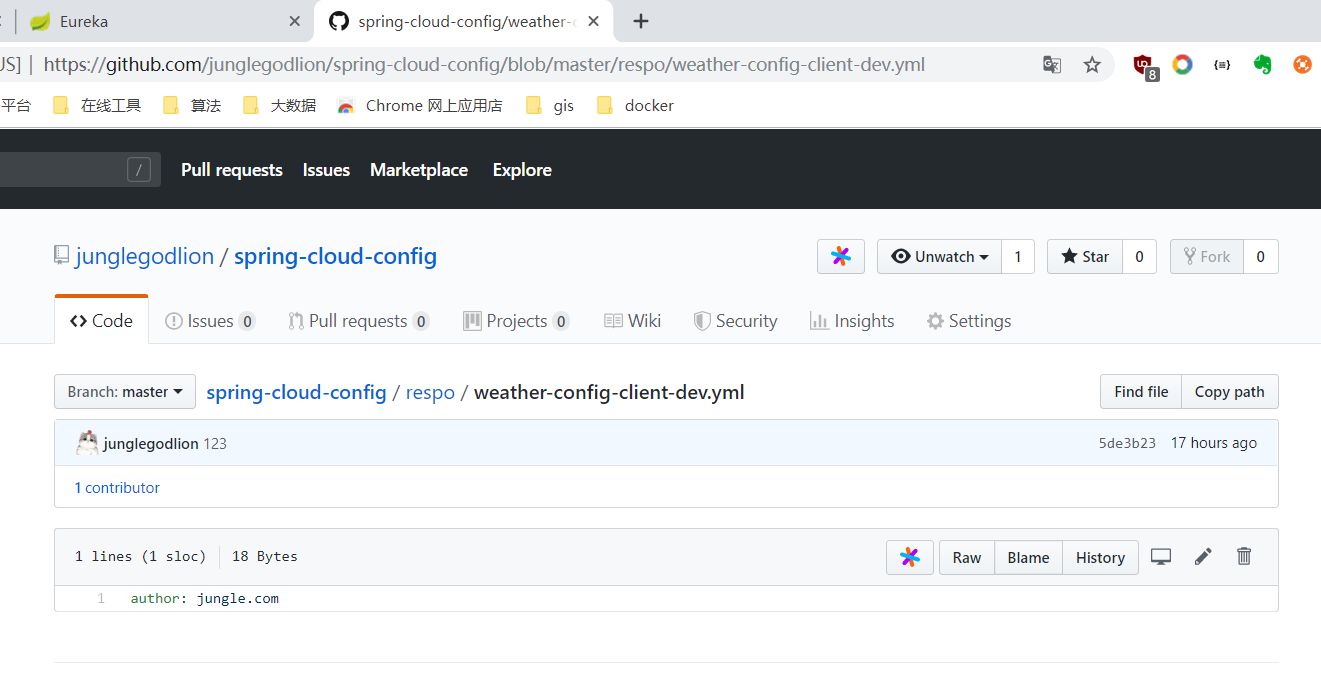 Eureka spring-cloud-config/weather-c
US] | https://github.com/junglegodlion/spring-cloud-config/blob/master/respo/weather-config-client-dev.yml 8
平台 在线工具 算法 大数据 Chrome 网上应用店 gis docker
/ Pull requests Issues Marketplace Explore
junglegodlion / spring-cloud-config Unwatch 1 Star 0 Fork 0
Code Issues 0 Pull requests 0 Projects 0 Wiki Security Insights Settings
Branch: master spring-cloud-config / respo / weather-config-client-dev.yml Find file Copy path
junglegodlion 123 5de3b23 17 hours ago
1 contributor
1 lines (1 sloc) 18 Bytes Raw Blame History
1 author: jungle.com